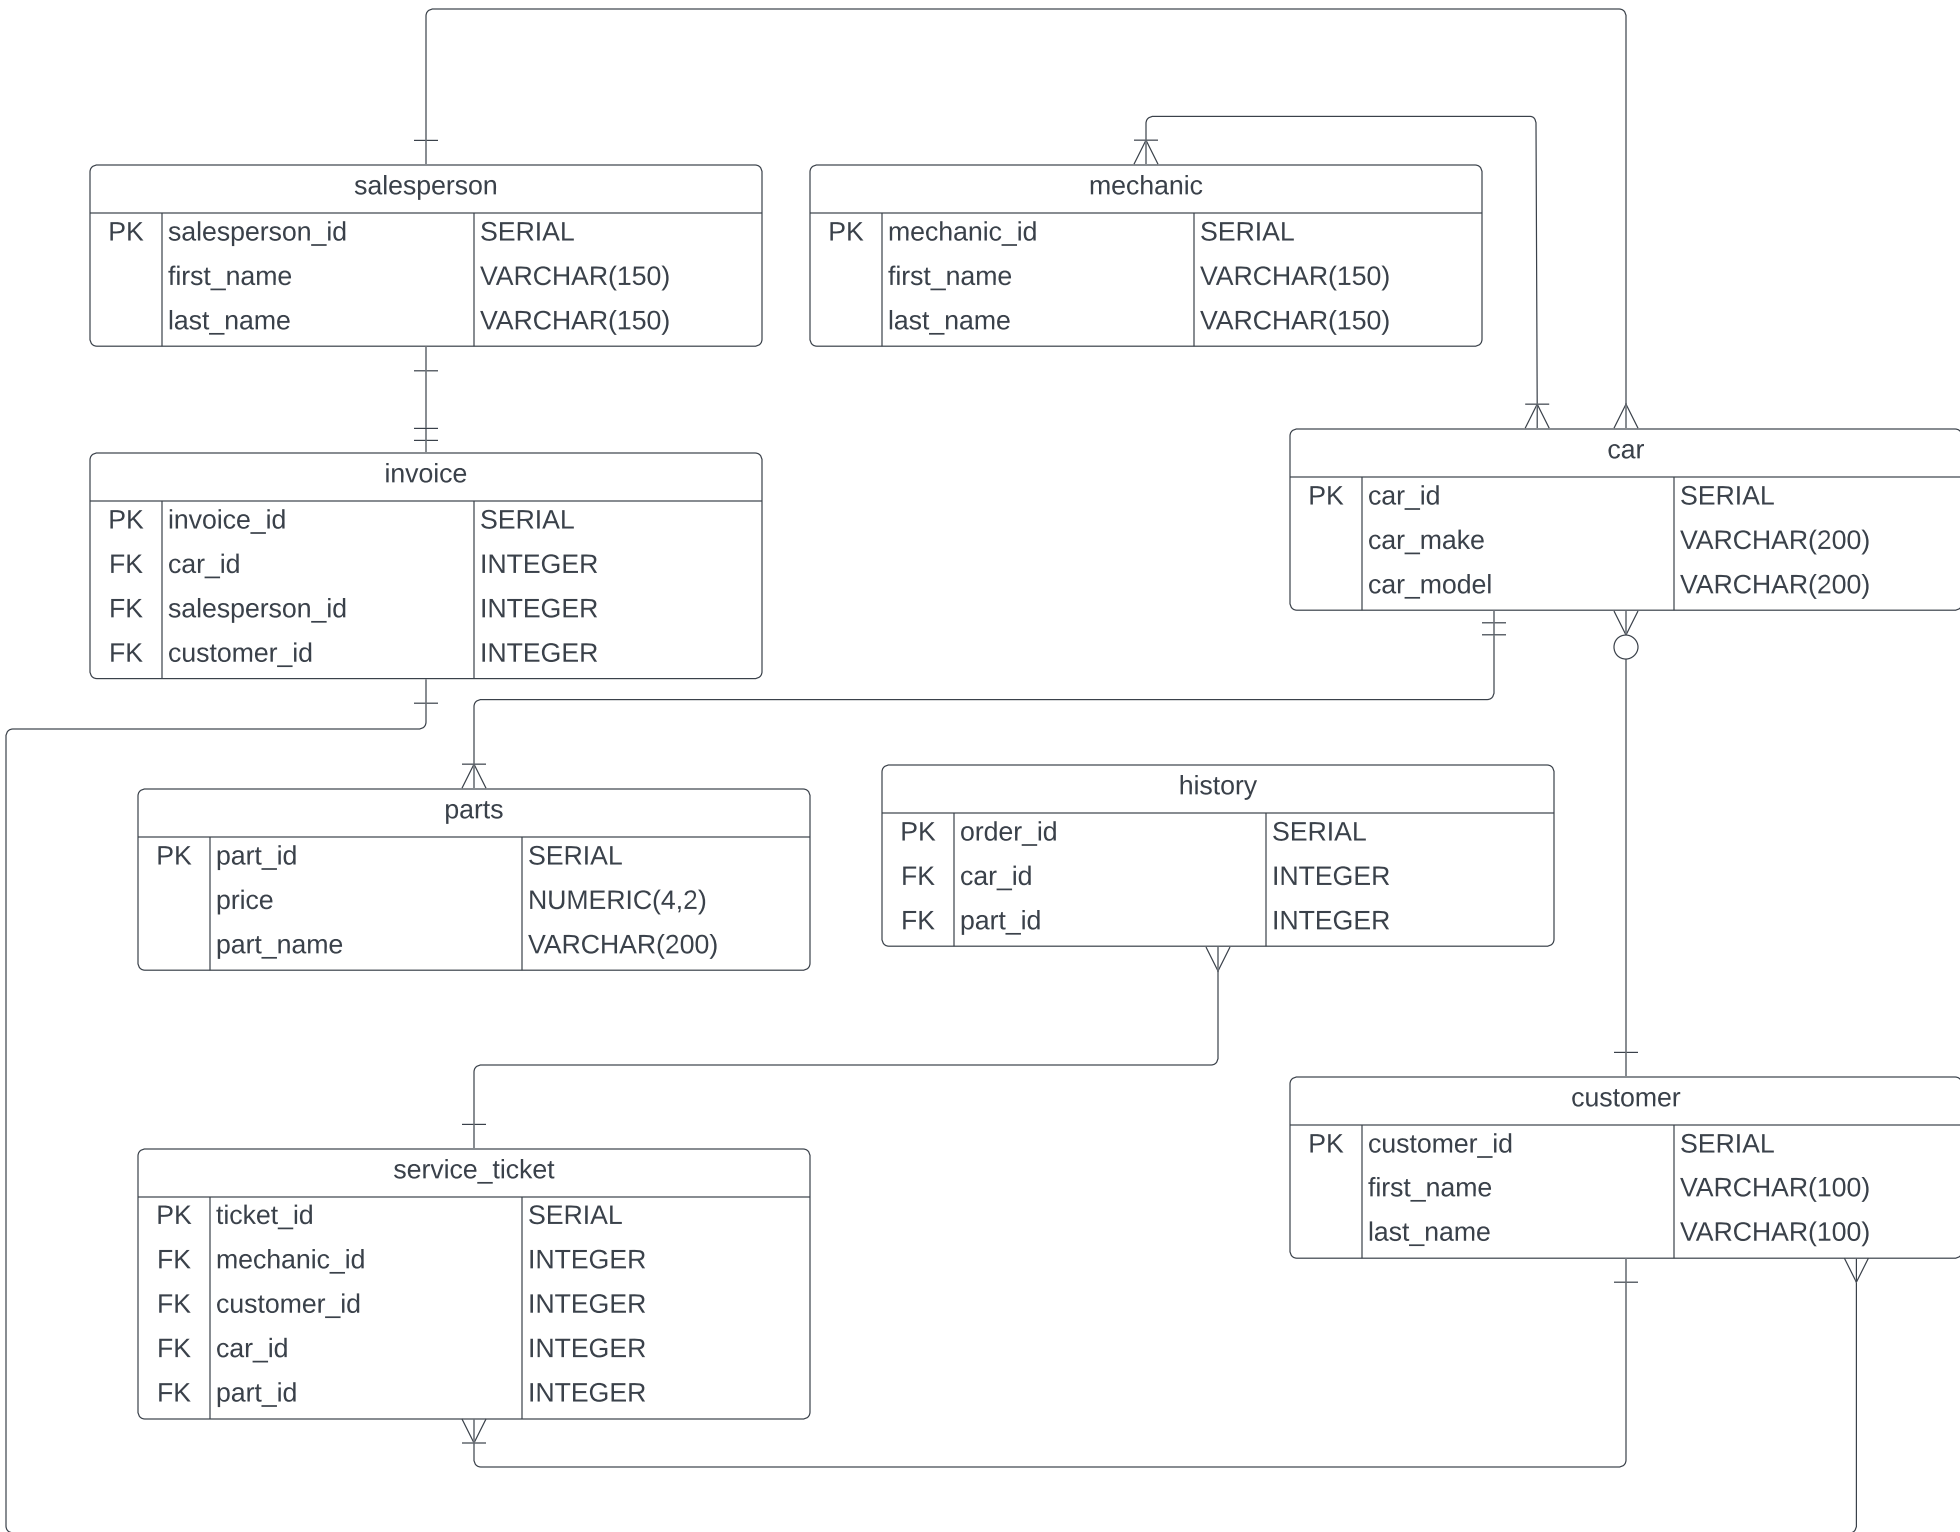 salesperson
PK salesperson_id SERIAL
first_name VARCHAR(150)
last_name VARCHAR(150)
mechanic
PK mechanic_id SERIAL
first_name VARCHAR(150)
last_name VARCHAR(150)
invoice
PK invoice_id SERIAL
FK car_id INTEGER
FK salesperson_id INTEGER
FK customer_id INTEGER
car
PK car_id SERIAL
car_make VARCHAR(200)
car_model VARCHAR(200)
parts
PK part_id SERIAL
price NUMERIC(4,2)
part_name VARCHAR(200)
history
PK order_id SERIAL
FK car_id INTEGER
FK part_id INTEGER
service_ticket
PK ticket_id SERIAL
FK mechanic_id INTEGER
FK customer_id INTEGER
FK car_id INTEGER
FK part_id INTEGER
customer
PK customer_id SERIAL
first_name VARCHAR(100)
last_name VARCHAR(100)